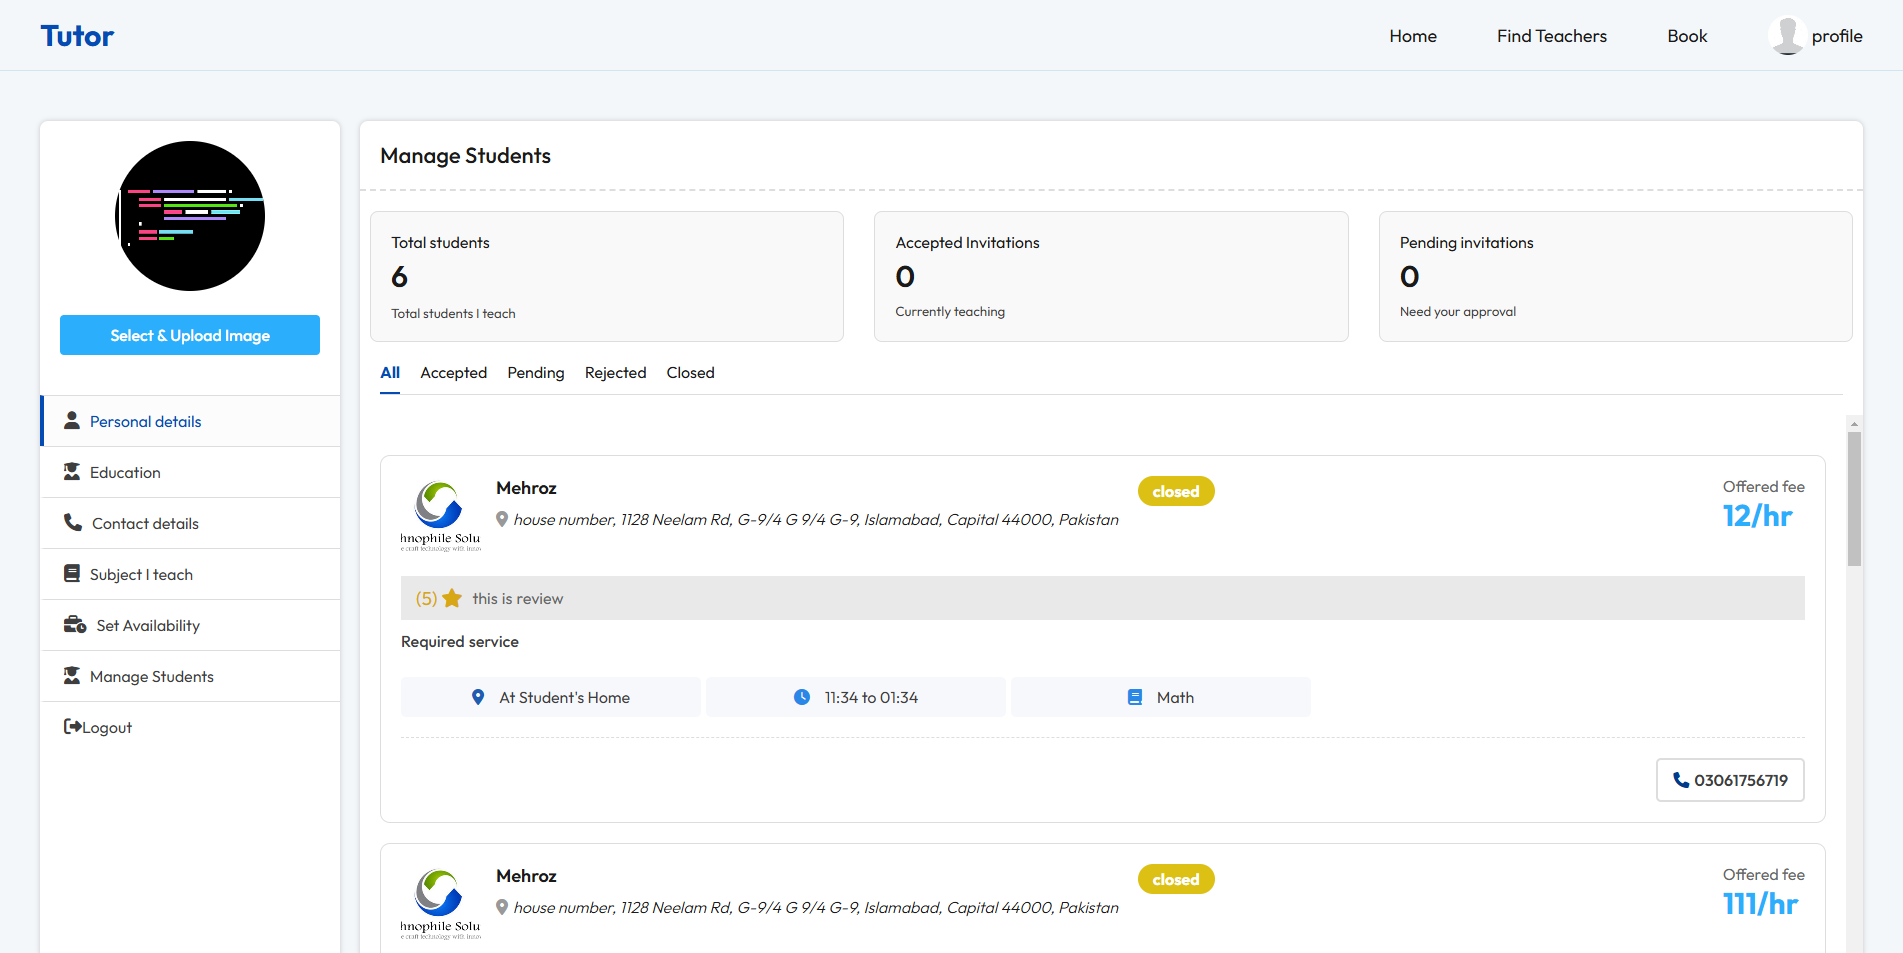 Tutor
Home
Find Teachers
Book
profile
Select & Upload Image
Personal details
Education
Contact details
Subject I teach
Set Availability
Manage Students
Logout
Manage Students
Total students
6
Total students I teach
Accepted Invitations
0
Currently teaching
Pending invitations
0
Need your approval
All
Accepted
Pending
Rejected
Closed
hnophile Solu
Mehroz
house number, 1128 Neelam Rd, G-9/4 G 9/4 G-9, Islamabad, Capital 44000, Pakistan
closed
Offered fee
12/hr
(5) this is review
Required service
At Student's Home
11:34 to 01:34
Math
03061756719
hnophile Solu
Mehroz
house number, 1128 Neelam Rd, G-9/4 G 9/4 G-9, Islamabad, Capital 44000, Pakistan
closed
Offered fee
111/hr